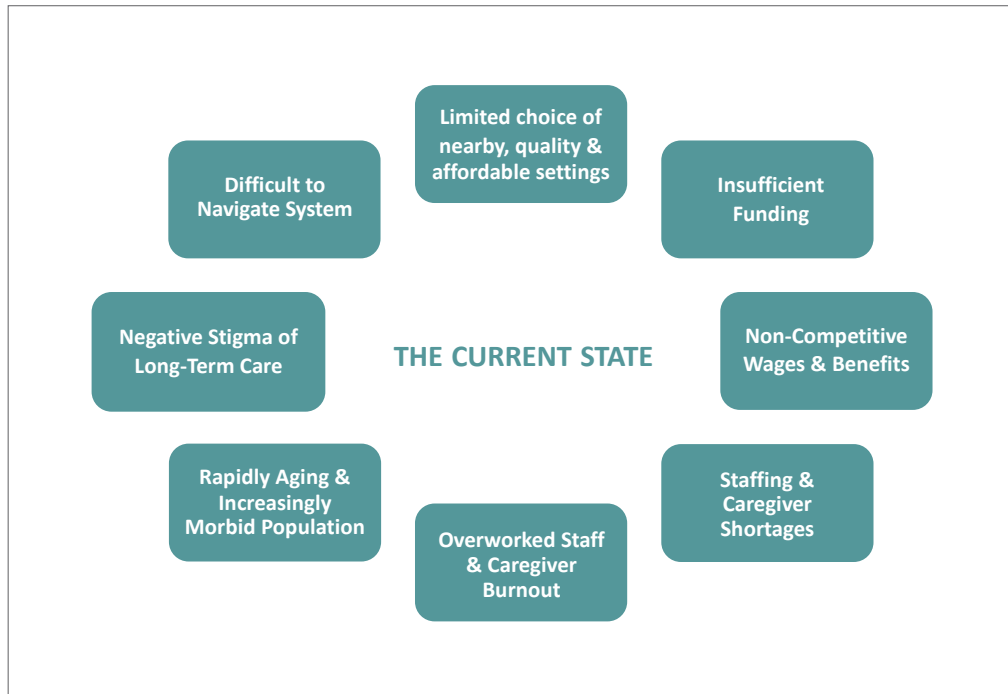 Limited choice of
nearby, quality &
affordable settings
Insufficient
Funding
Non-Competitive
Wages & Benefits
Staffing &
Caregiver
Shortages
Overworked Staff
& Caregiver
Burnout
Rapidly Aging &
Increasingly
Morbid Population
Negative Stigma of
Long-Term Care
Difficult to
Navigate System
THE CURRENT STATE